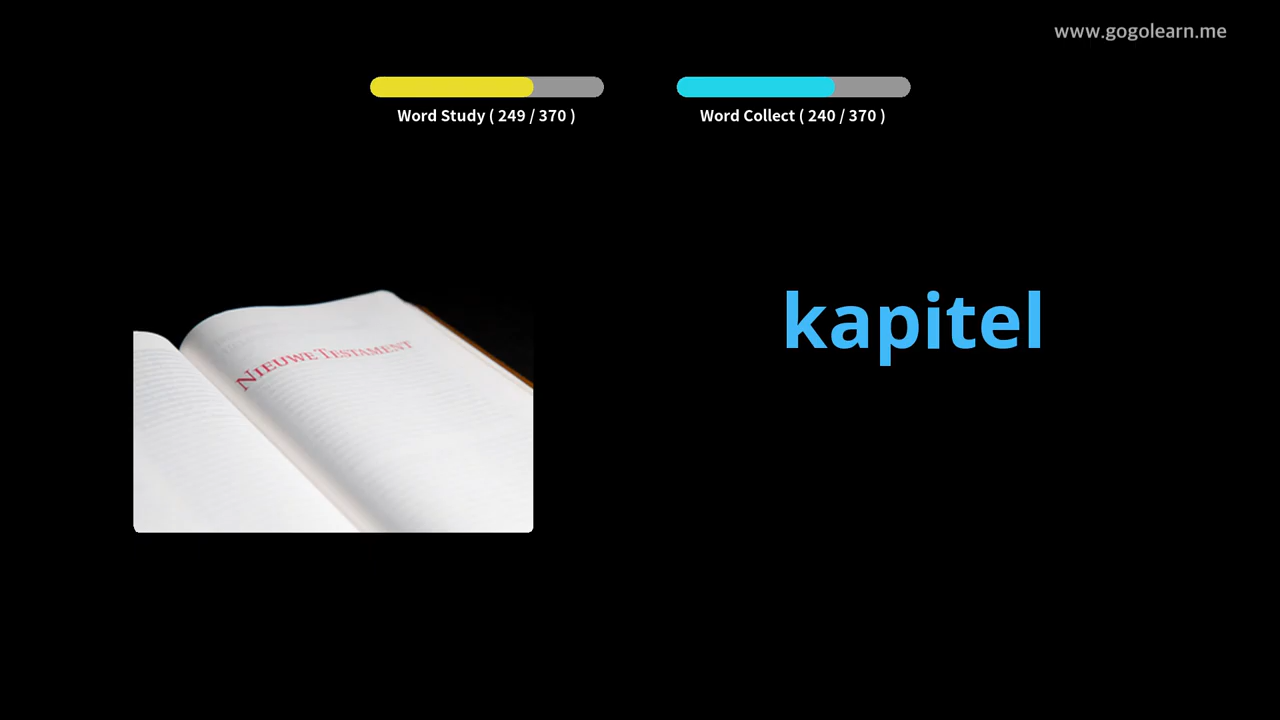 www.gogolearn.me
Word Study ( 249 / 370 )
Word Collect ( 240 / 370 )
kapitel
NIEUWE TESTAMENT